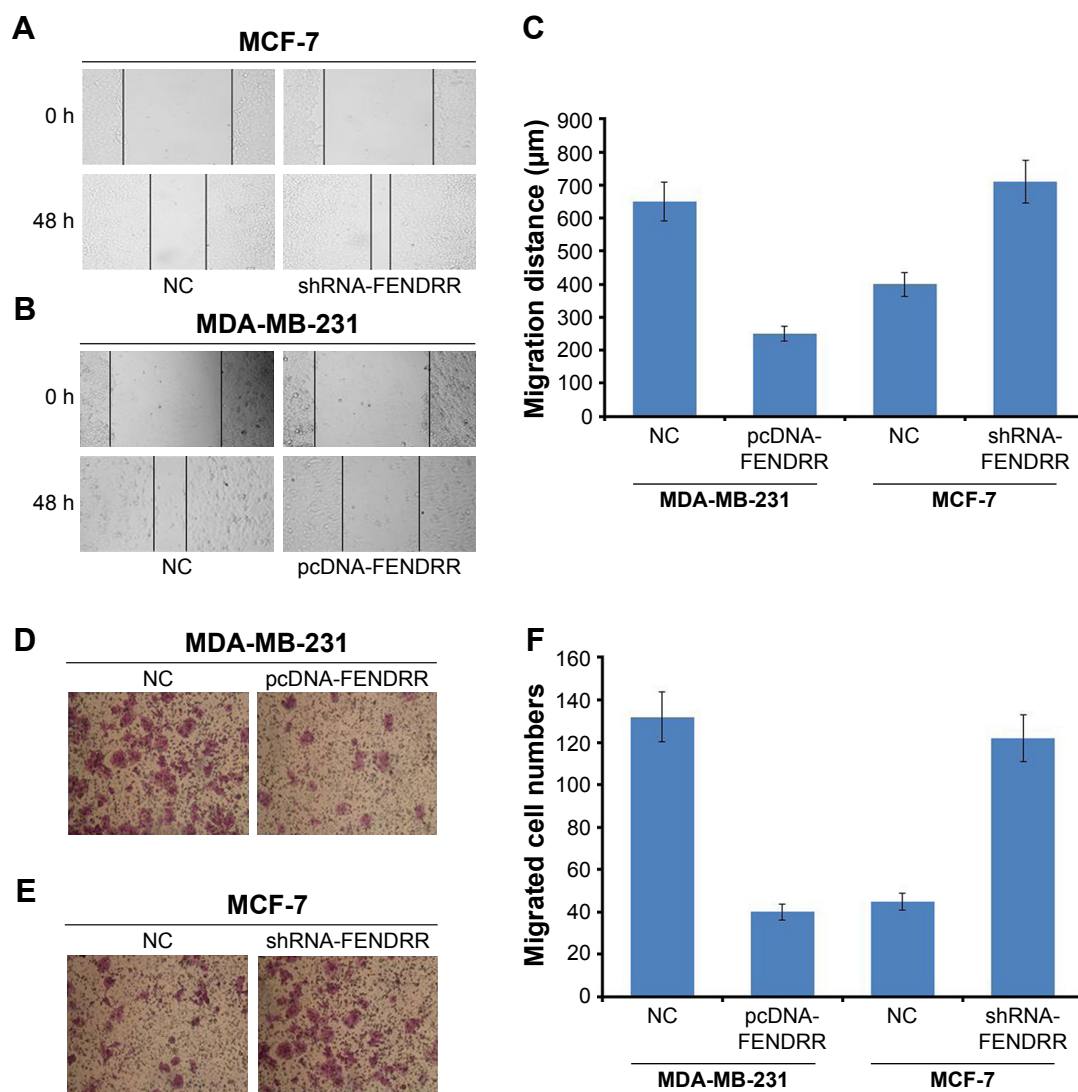 A
MCF-7
0 h
48 h
NC
shRNA-FENDRR
B
MDA-MB-231
0 h
48 h
NC
pcDNA-FENDRR
C
Migration distance (µm)
900
800
700
600
500
400
300
200
100
0
NC
pcDNA-
FENDRR
NC
shRNA-
FENDRR
MDA-MB-231
MCF-7
D
MDA-MB-231
NC
pcDNA-FENDRR
E
MCF-7
NC
shRNA-FENDRR
F
Migrated cell numbers
160
140
120
100
80
60
40
20
0
NC
pcDNA-
FENDRR
NC
shRNA-
FENDRR
MDA-MB-231
MCF-7